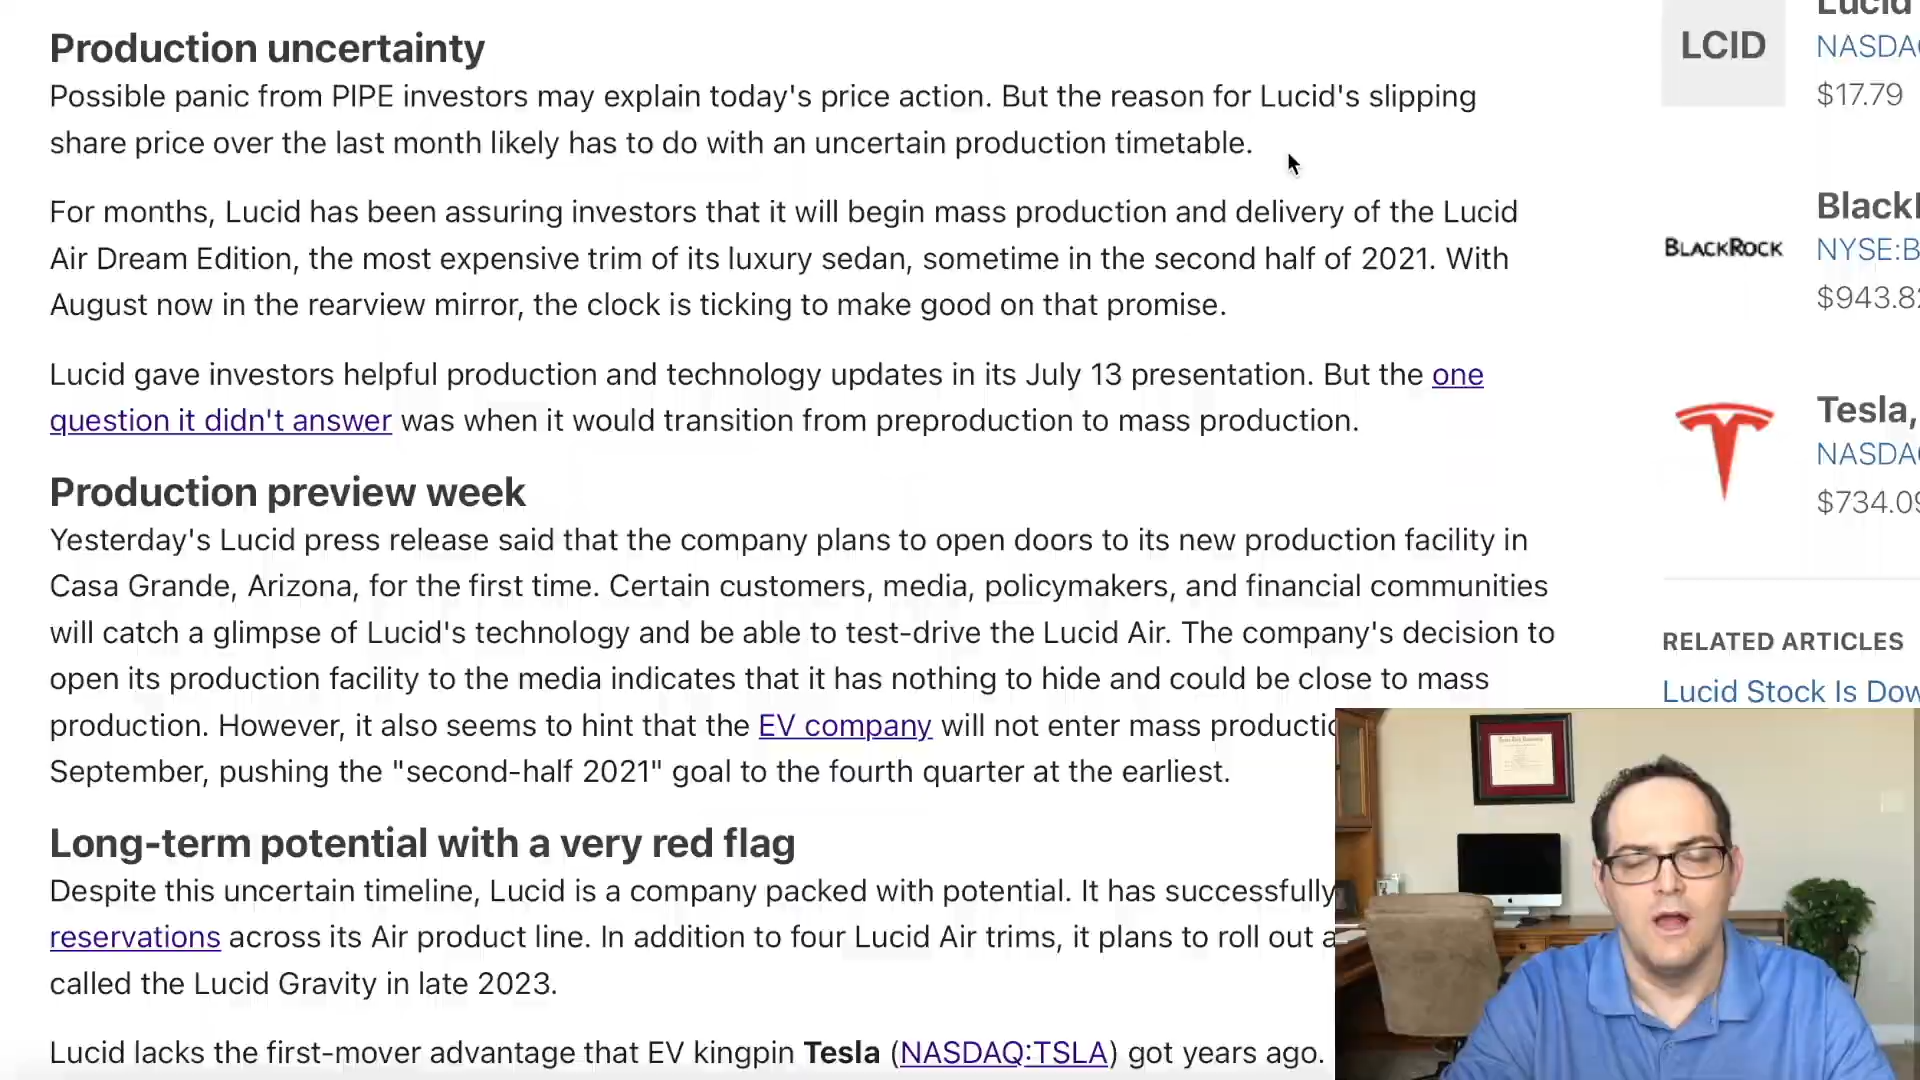 Production uncertainty
Possible panic from PIPE investors may explain today's price action. But the reason for Lucid's slipping
share price over the last month likely has to do with an uncertain production timetable.
For months, Lucid has been assuring investors that it will begin mass production and delivery of the Lucid
Air Dream Edition, the most expensive trim of its luxury sedan, sometime in the second half of 2021. With
August now in the rearview mirror, the clock is ticking to make good on that promise.
Lucid gave investors helpful production and technology updates in its July 13 presentation. But the one
question it didn't answer was when it would transition from preproduction to mass production.
Production preview week
Yesterday's Lucid press release said that the company plans to open doors to its new production facility in
Casa Grande, Arizona, for the first time. Certain customers, media, policymakers, and financial communities
will catch a glimpse of Lucid's technology and be able to test-drive the Lucid Air. The company's decision to
open its production facility to the media indicates that it has nothing to hide and could be close to mass
production. However, it also seems to hint that the EV company will not enter mass productio
September, pushing the "second-half 2021" goal to the fourth quarter at the earliest.
Long-term potential with a very red flag
Despite this uncertain timeline, Lucid is a company packed with potential. It has successfully
reservations across its Air product line. In addition to four Lucid Air trims, it plans to roll out a
called the Lucid Gravity in late 2023.
Lucid lacks the first-mover advantage that EV kingpin Tesla (NASDAQ:TSLA) got years ago.
LCID
Lucid
NASDA
$17.79
BLACKROCK
Black
NYSE:B
$943.8
Tesla,
NASDA
$734.09
RELATED ARTICLES
Lucid Stock Is Dow